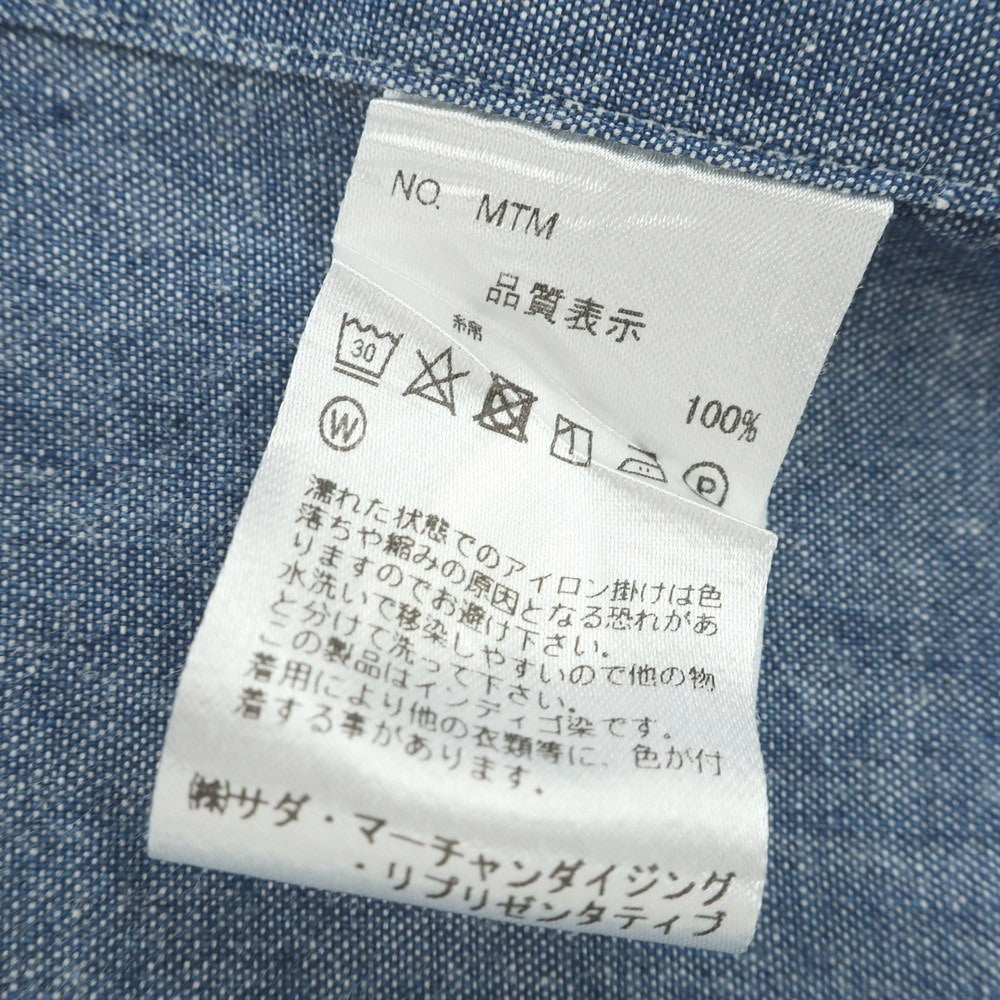 NO. MTM
品質表示
綿 100%
30
W P
濡れた状態でのアイロン掛けは色
落ちや縮みの原因となる恐れがあ
りますのでお避け下さい。
水洗いで移染しやすいので他の物
と分けて洗って下さい。
この製品はインディゴ染です。
着用により他の衣類等に、色が付
着する事があります。
㈱サダ・マーチャンダイジング
・リプリゼンタティブ